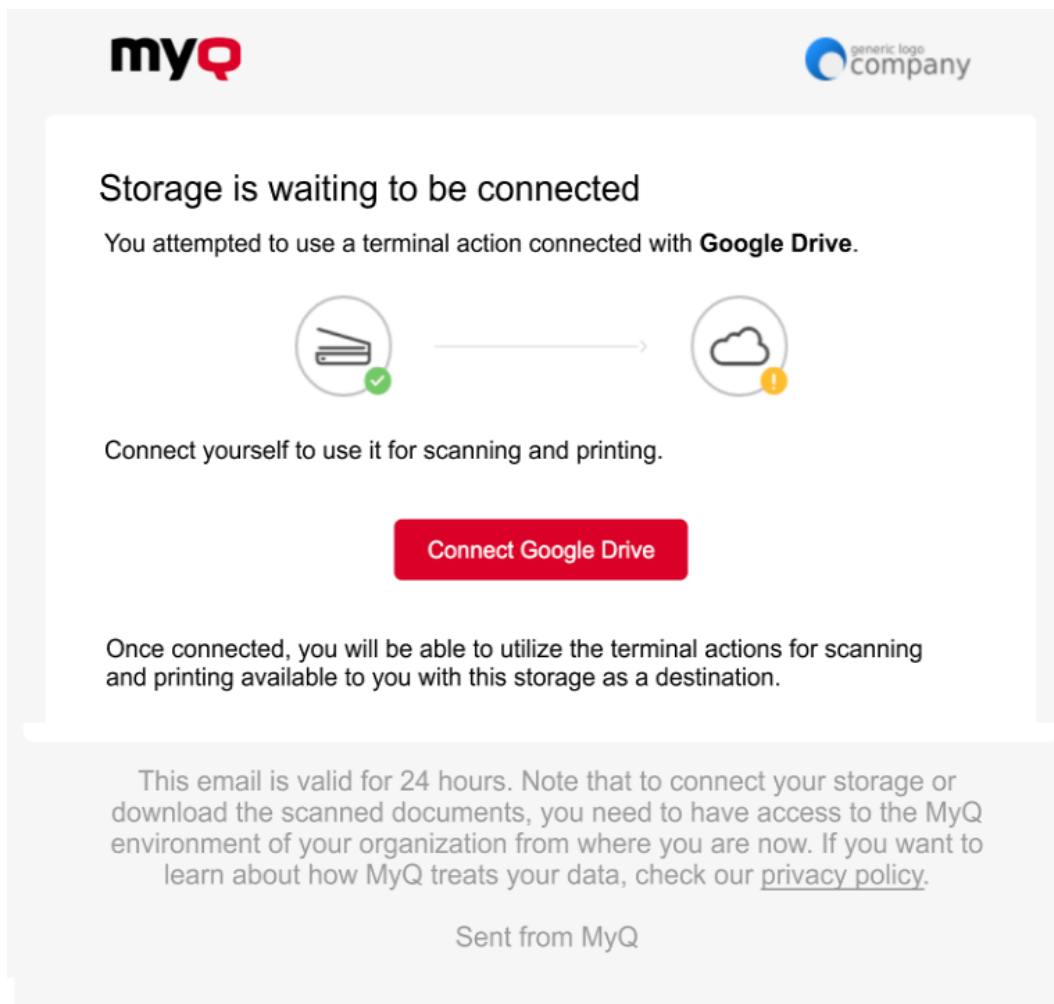 myQ
generic logo
company
Storage is waiting to be connected
You attempted to use a terminal action connected with Google Drive.
Connect yourself to use it for scanning and printing.
Connect Google Drive
Once connected, you will be able to utilize the terminal actions for scanning
and printing available to you with this storage as a destination.
This email is valid for 24 hours. Note that to connect your storage or
download the scanned documents, you need to have access to the MyQ
environment of your organization from where you are now. If you want to
learn about how MyQ treats your data, check our privacy policy.
Sent from MyQ